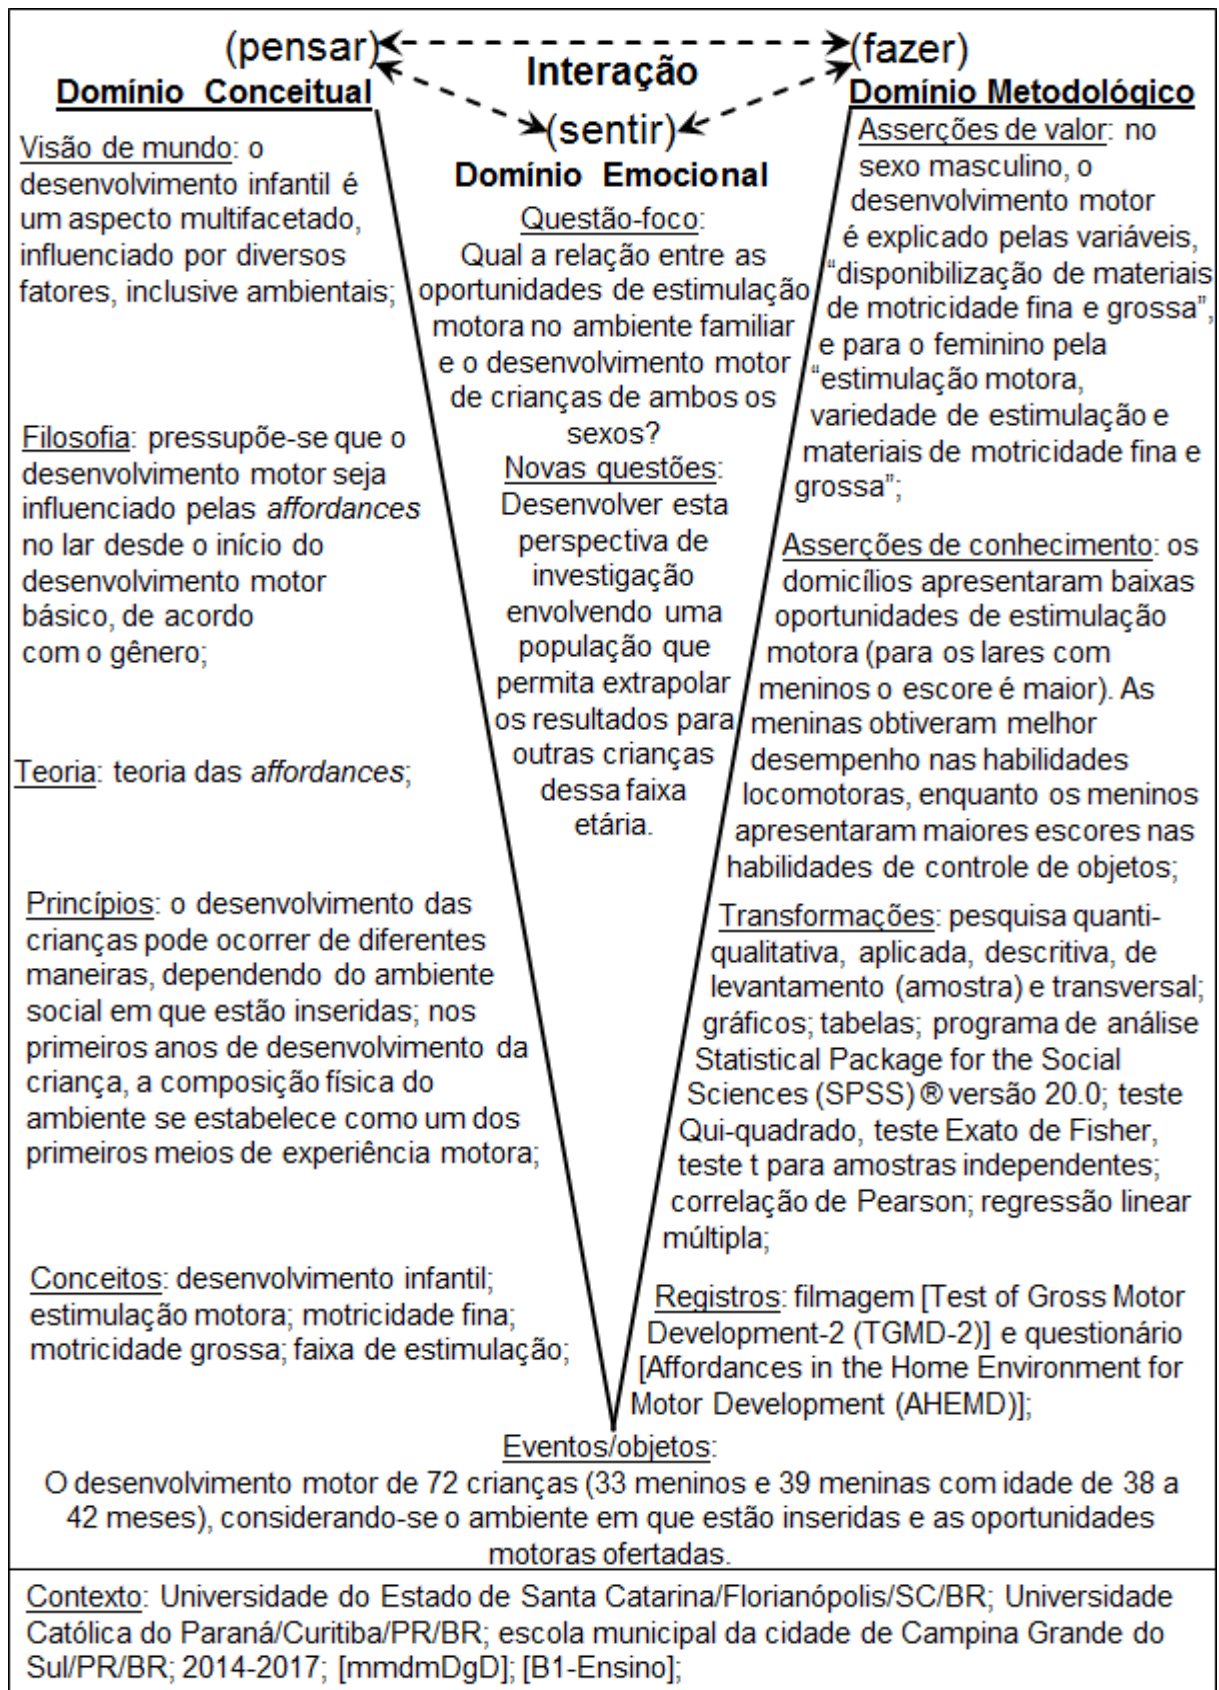 (pensar)
Domínio Conceitual
Visão de mundo: o
desenvolvimento infantil é
um aspecto multifacetado,
influenciado por diversos
fatores, inclusive ambientais;
Filosofia: pressupõe-se que o
desenvolvimento motor seja
influenciado pelas affordances
no lar desde o início do
desenvolvimento motor
básico, de acordo
com o gênero;
Teoria: teoria das affordances;
Princípios: o desenvolvimento das
crianças pode ocorrer de diferentes
maneiras, dependendo do ambiente
social em que estão inseridas; nos
primeiros anos de desenvolvimento da
criança, a composição física do
ambiente se estabelece como um dos
primeiros meios de experiência motora;
Conceitos: desenvolvimento infantil;
estimulação motora; motricidade fina;
motricidade grossa; faixa de estimulação;
Interação
(sentir)
Domínio Emocional
Questão-foco:
Qual a relação entre as
oportunidades de estimulação
motora no ambiente familiar
e o desenvolvimento motor
de crianças de ambos os
sexos?
Novas questões:
Desenvolver esta
perspectiva de
investigação
envolvendo uma
população que
permita extrapolar
os resultados para
outras crianças
dessa faixa
etária.
(fazer)
Domínio Metodológico
Asserções de valor: no
sexo masculino, o
desenvolvimento motor
é explicado pelas variáveis,
“disponibilização de materiais
de motricidade fina e grossa”,
e para o feminino pela
“estimulação motora,
variedade de estimulação e
materiais de motricidade fina e
grossa”;
Asserções de conhecimento: os
domicílios apresentaram baixas
oportunidades de estimulação
motora (para os lares com
meninos o escore é maior). As
meninas obtiveram melhor
desempenho nas habilidades
locomotoras, enquanto os meninos
apresentaram maiores escores nas
habilidades de controle de objetos;
Transformações: pesquisa quanti-
qualitativa, aplicada, descritiva, de
levantamento (amostra) e transversal;
gráficos; tabelas; programa de análise
Statistical Package for the Social
Sciences (SPSS) ® versão 20.0; teste
Qui-quadrado, teste Exato de Fisher,
teste t para amostras independentes;
correlação de Pearson; regressão linear
múltipla;
Registros: filmagem [Test of Gross Motor
Development-2 (TGMD-2)] e questionário
[Affordances in the Home Environment for
Motor Development (AHEMD)];
Eventos/objetos:
O desenvolvimento motor de 72 crianças (33 meninos e 39 meninas com idade de 38 a
42 meses), considerando-se o ambiente em que estão inseridas e as oportunidades
motoras ofertadas.
Contexto: Universidade do Estado de Santa Catarina/Florianópolis/SC/BR; Universidade
Católica do Paraná/Curitiba/PR/BR; escola municipal da cidade de Campina Grande do
Sul/PR/BR; 2014-2017; [mmdmDgD]; [B1-Ensino];